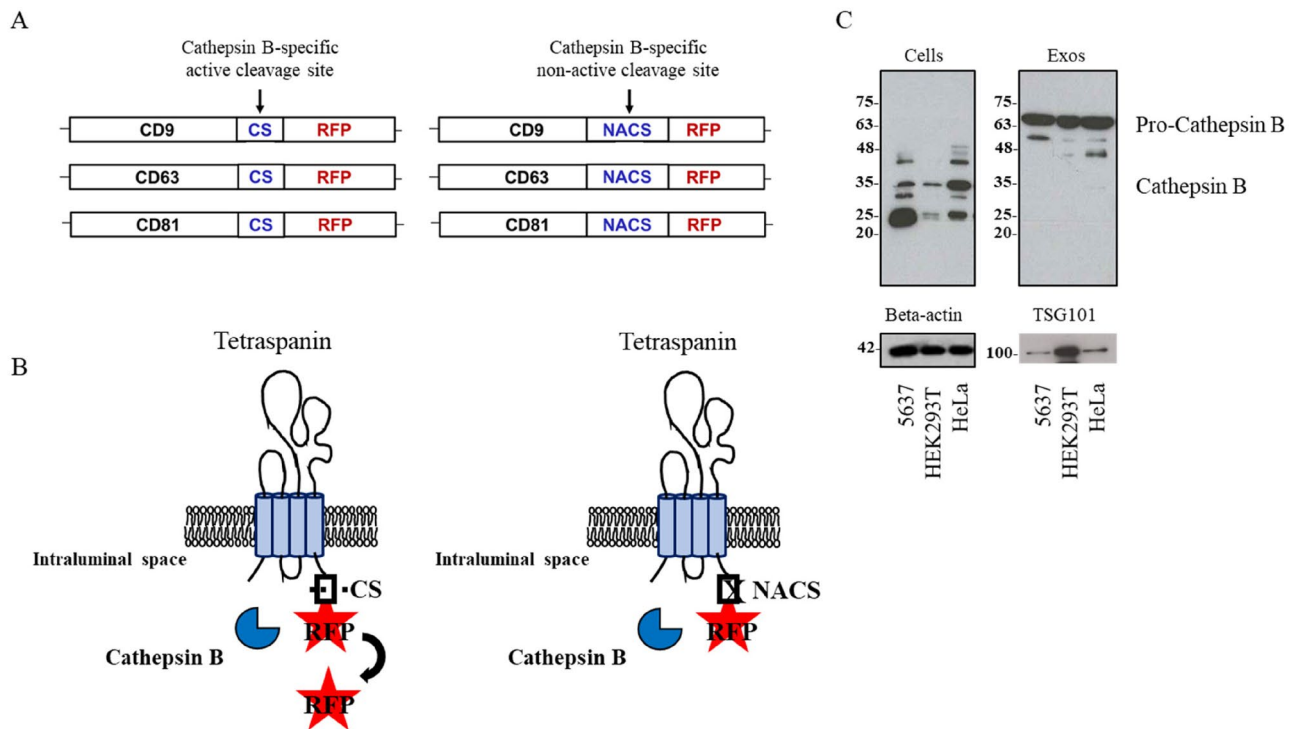 A
Cathepsin B-specific
active cleavage site
Cathepsin B-specific
non-active cleavage site
CD9 CS RFP
CD9 NACS RFP
CD63 CS RFP
CD63 NACS RFP
CD81 CS RFP
CD81 NACS RFP
B
Tetraspanin
Tetraspanin
Intraluminal space
Intraluminal space
CS
NACS
RFP
RFP
Cathepsin B
Cathepsin B
RFP
C
Cells
Exos
75-
63-
48-
35-
25-
20-
75-
63-
48-
35-
25-
20-
Pro-Cathepsin B
Cathepsin B
Beta-actin
TSG101
42-
100-
5637
HEK293T
HeLa
5637
HEK293T
HeLa